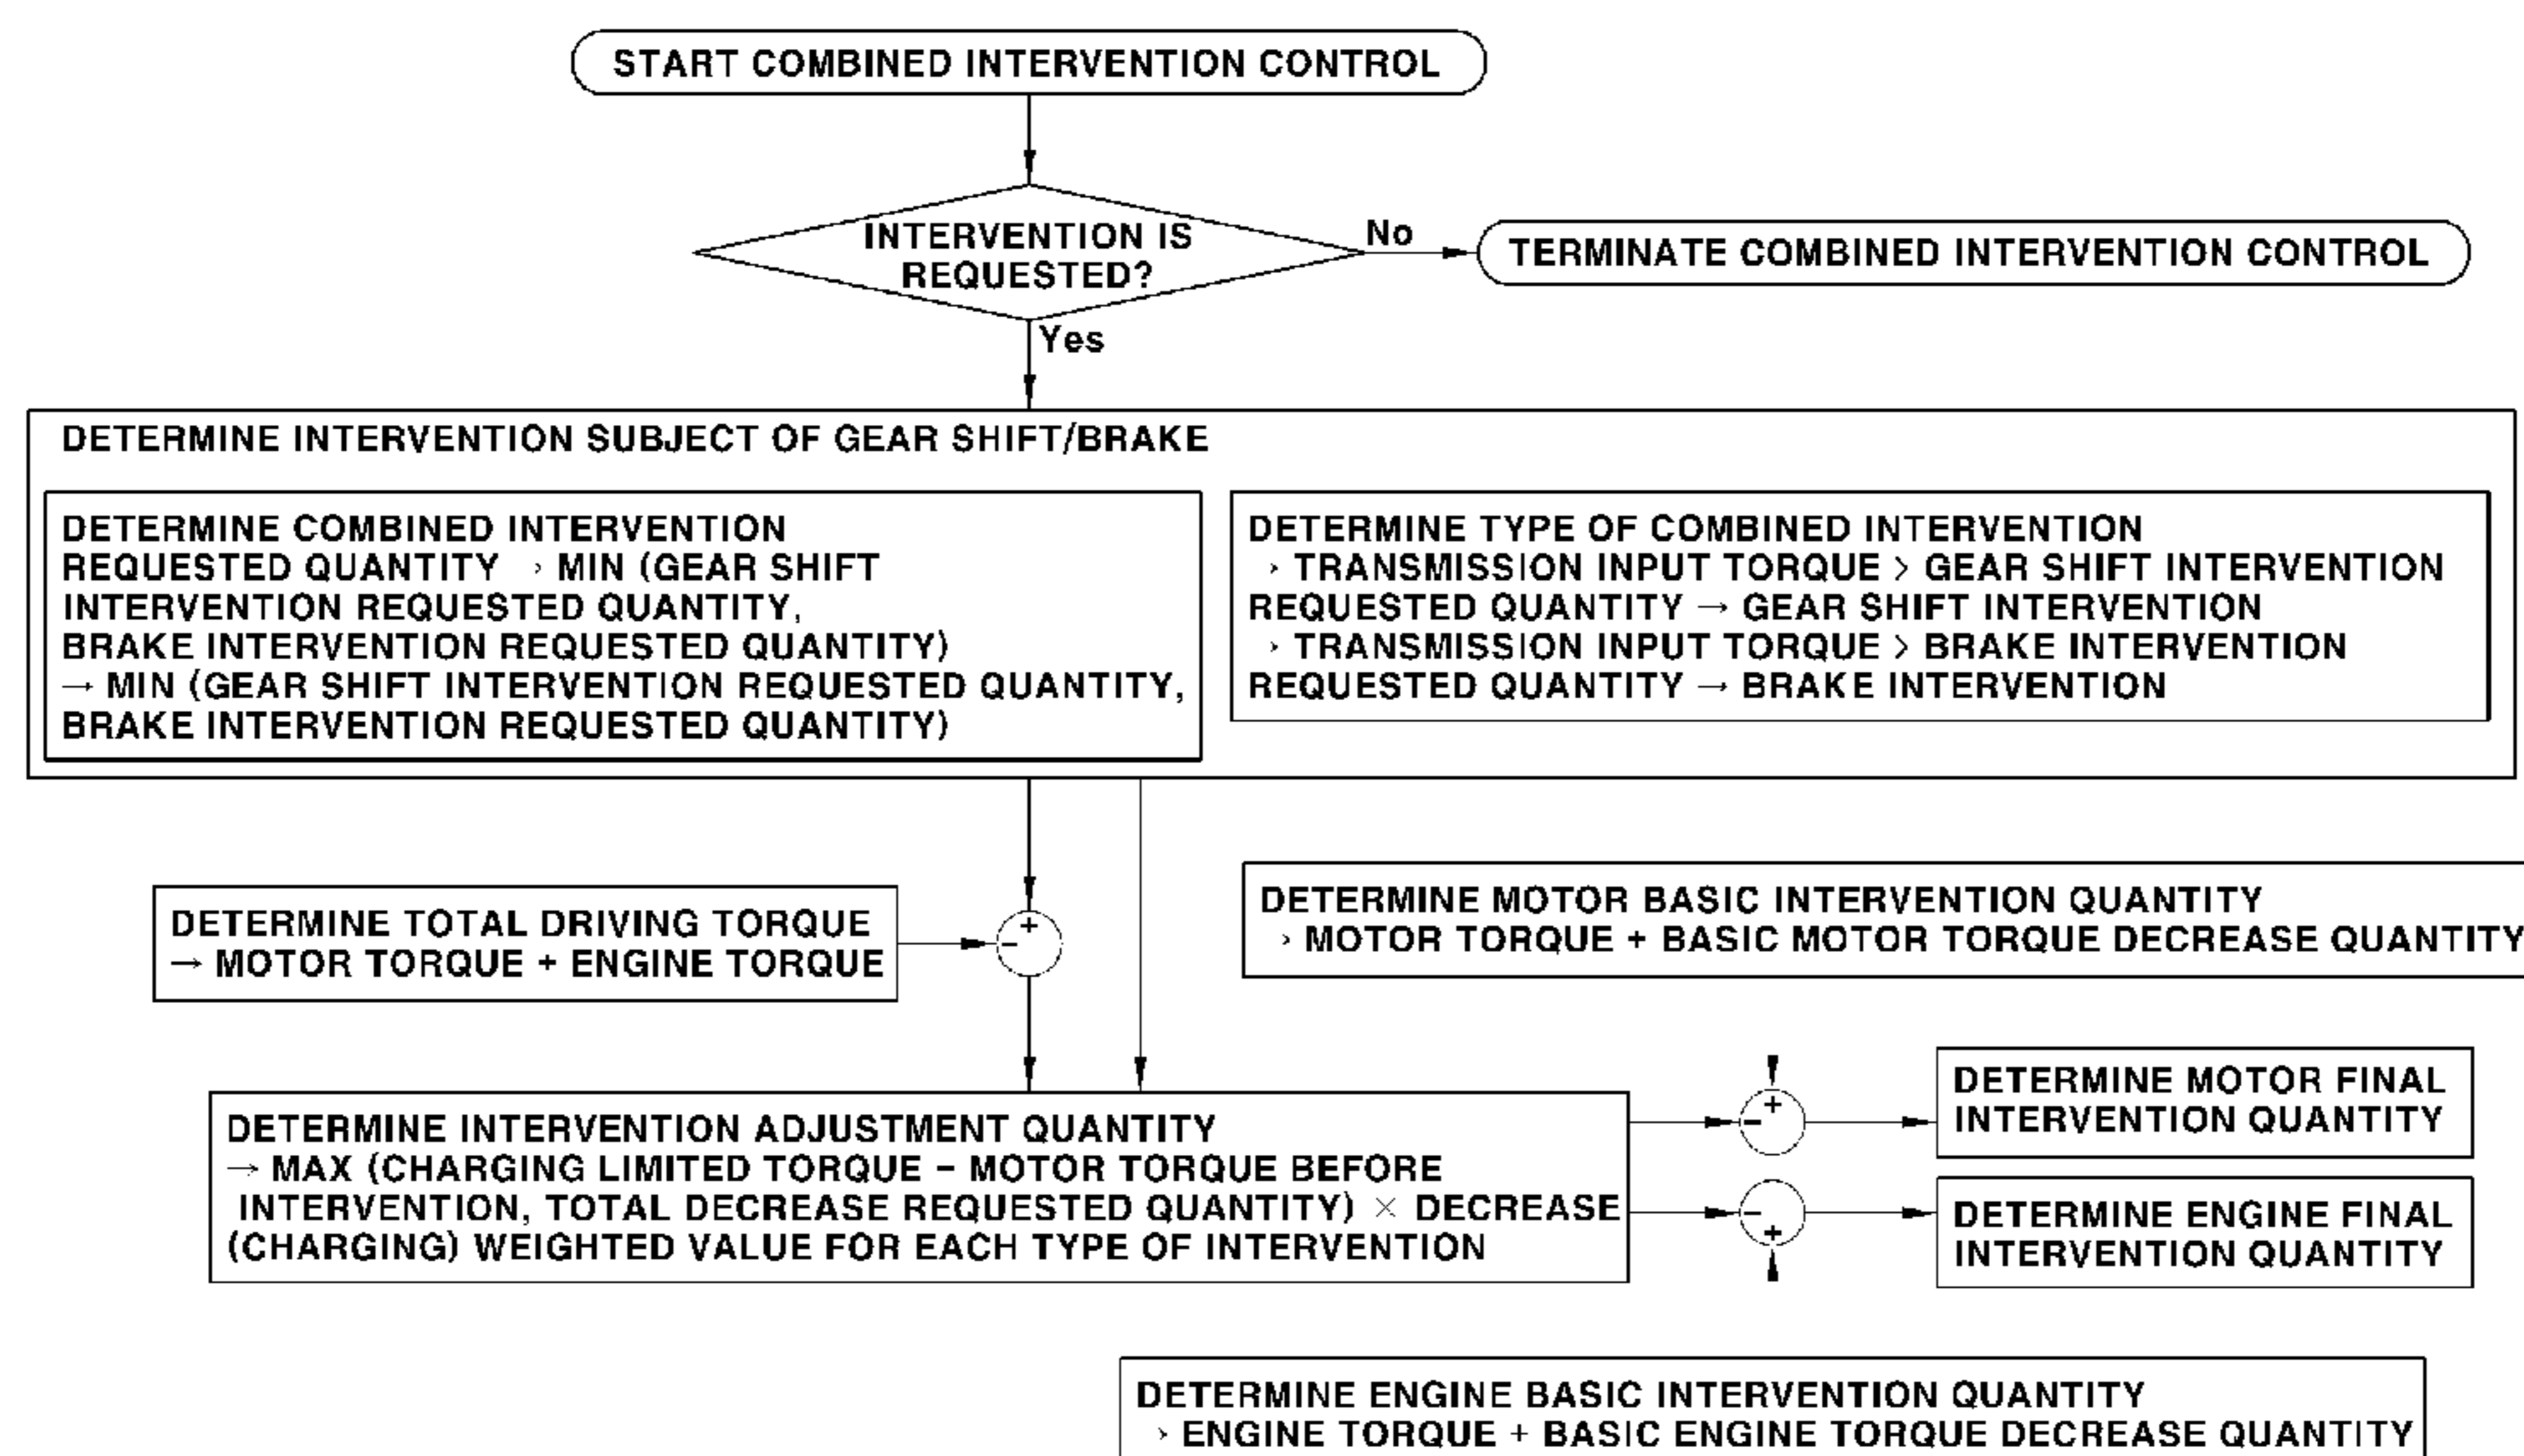 START COMBINED INTERVENTION CONTROL
INTERVENTION IS
REQUESTED?
No
TERMINATE COMBINED INTERVENTION CONTROL
Yes
DETERMINE INTERVENTION SUBJECT OF GEAR SHIFT/BRAKE
DETERMINE COMBINED INTERVENTION
REQUESTED QUANTITY → MIN (GEAR SHIFT
INTERVENTION REQUESTED QUANTITY,
BRAKE INTERVENTION REQUESTED QUANTITY)
→ MIN (GEAR SHIFT INTERVENTION REQUESTED QUANTITY,
BRAKE INTERVENTION REQUESTED QUANTITY)
DETERMINE TYPE OF COMBINED INTERVENTION
→ TRANSMISSION INPUT TORQUE > GEAR SHIFT INTERVENTION
REQUESTED QUANTITY → GEAR SHIFT INTERVENTION
→ TRANSMISSION INPUT TORQUE > BRAKE INTERVENTION
REQUESTED QUANTITY → BRAKE INTERVENTION
DETERMINE TOTAL DRIVING TORQUE
→ MOTOR TORQUE + ENGINE TORQUE
+
-
DETERMINE MOTOR BASIC INTERVENTION QUANTITY
→ MOTOR TORQUE + BASIC MOTOR TORQUE DECREASE QUANTITY
DETERMINE INTERVENTION ADJUSTMENT QUANTITY
→ MAX (CHARGING LIMITED TORQUE - MOTOR TORQUE BEFORE
INTERVENTION, TOTAL DECREASE REQUESTED QUANTITY) × DECREASE
(CHARGING) WEIGHTED VALUE FOR EACH TYPE OF INTERVENTION
+
-
DETERMINE MOTOR FINAL
INTERVENTION QUANTITY
-
+
DETERMINE ENGINE FINAL
INTERVENTION QUANTITY
DETERMINE ENGINE BASIC INTERVENTION QUANTITY
→ ENGINE TORQUE + BASIC ENGINE TORQUE DECREASE QUANTITY